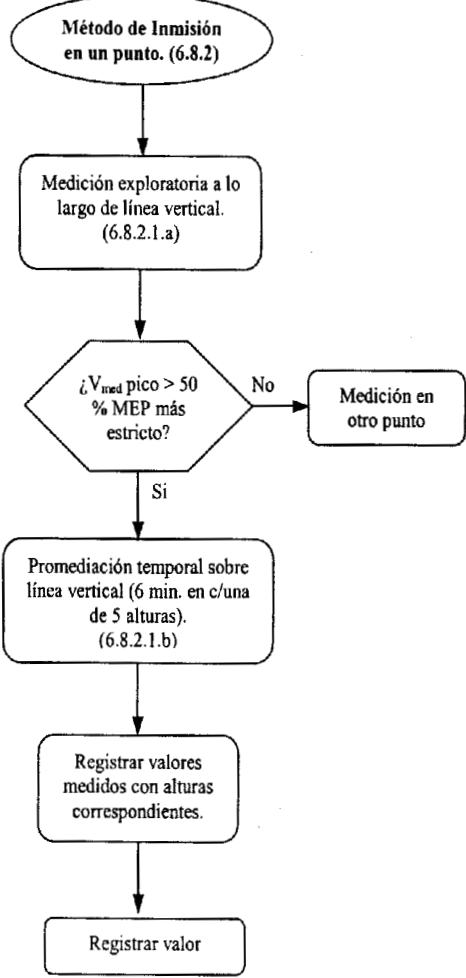 Método de Inmisión
en un punto. (6.8.2)
Medición exploratoria a lo
largo de línea vertical.
(6.8.2.1.a)
¿Vmed pico > 50
% MEP más
estricto?
No
Medición en
otro punto
Si
Promediación temporal sobre
línea vertical (6 min. en c/una
de 5 alturas).
(6.8.2.1.b)
Registrar valores
medidos con alturas
correspondientes.
Registrar valor